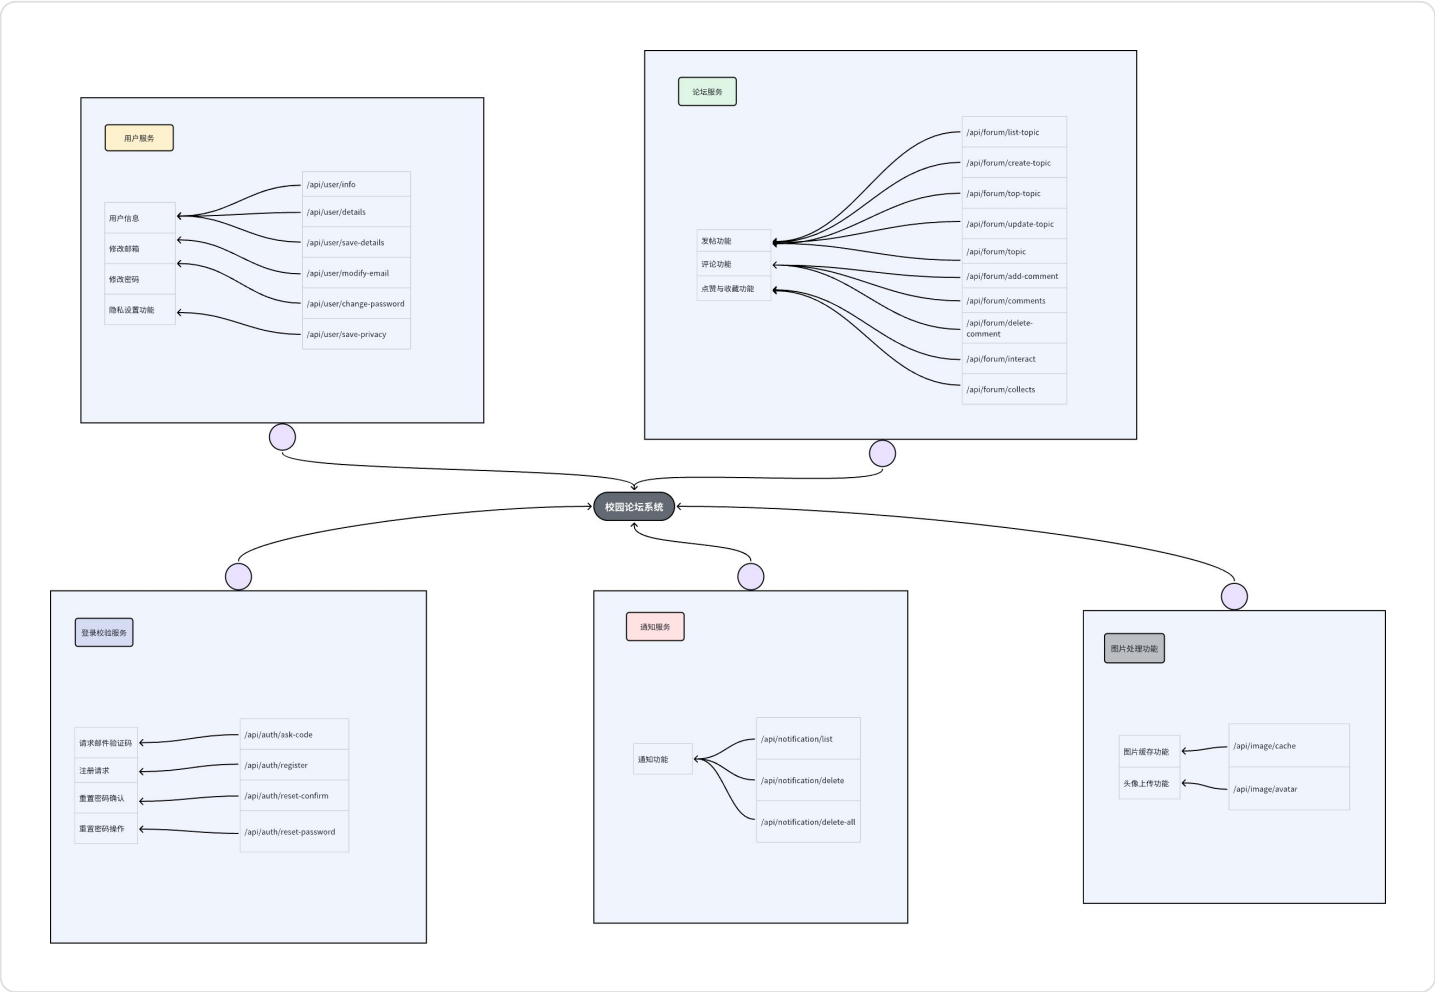 用户服务
用户信息
修改邮箱
修改密码
隐私设置功能
/api/user/info
/api/user/details
/api/user/save-details
/api/user/modify-email
/api/user/change-password
/api/user/save-privacy
论坛服务
发帖功能
评论功能
点赞与收藏功能
/api/forum/list-topic
/api/forum/create-topic
/api/forum/top-topic
/api/forum/update-topic
/api/forum/topic
/api/forum/add-comment
/api/forum/comments
/api/forum/delete-
comment
/api/forum/interact
/api/forum/collects
校园论坛系统
登录校验服务
请求邮件验证码
注册请求
重置密码确认
重置密码操作
/api/auth/ask-code
/api/auth/register
/api/auth/reset-confirm
/api/auth/reset-password
通知服务
通知功能
/api/notification/list
/api/notification/delete
/api/notification/delete-all
图片处理功能
图片缓存功能
头像上传功能
/api/image/cache
/api/image/avatar